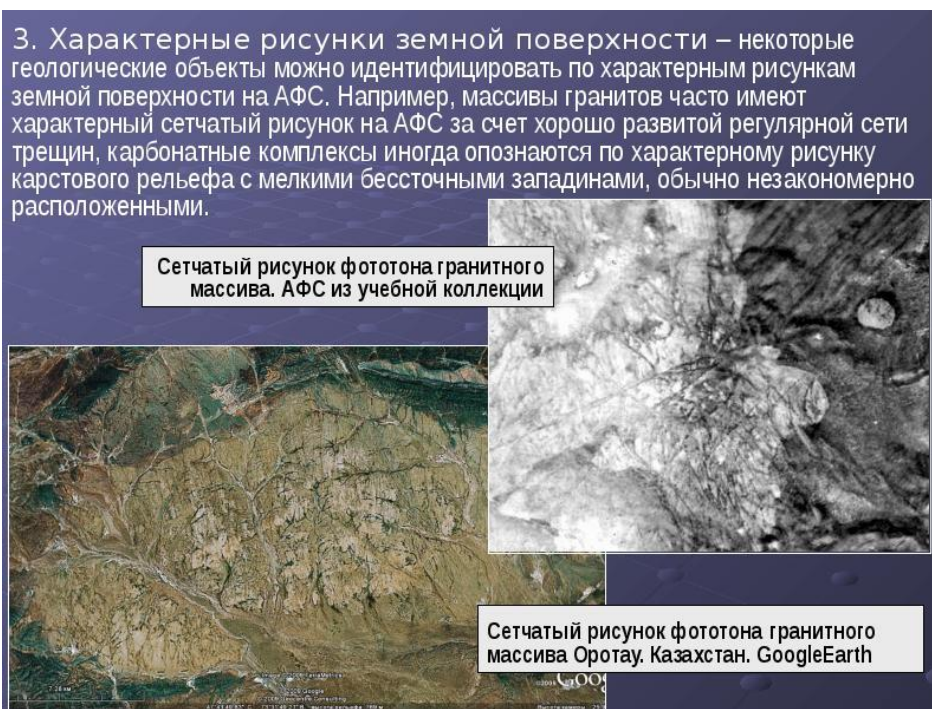 3. Характерные рисунки земной поверхности – некоторые
геологические объекты можно идентифицировать по характерным рисункам
земной поверхности на АФС. Например, массивы гранитов часто имеют
характерный сетчатый рисунок на АФС за счет хорошо развитой регулярной сети
трещин, карбонатные комплексы иногда опознаются по характерному рисунку
карстового рельефа с мелкими бессточными западинами, обычно незакономерно
расположенными.
Сетчатый рисунок фототона гранитного
массива. АФС из учебной коллекции
Сетчатый рисунок фототона гранитного
массива Оротау. Казахстан. GoogleEarth